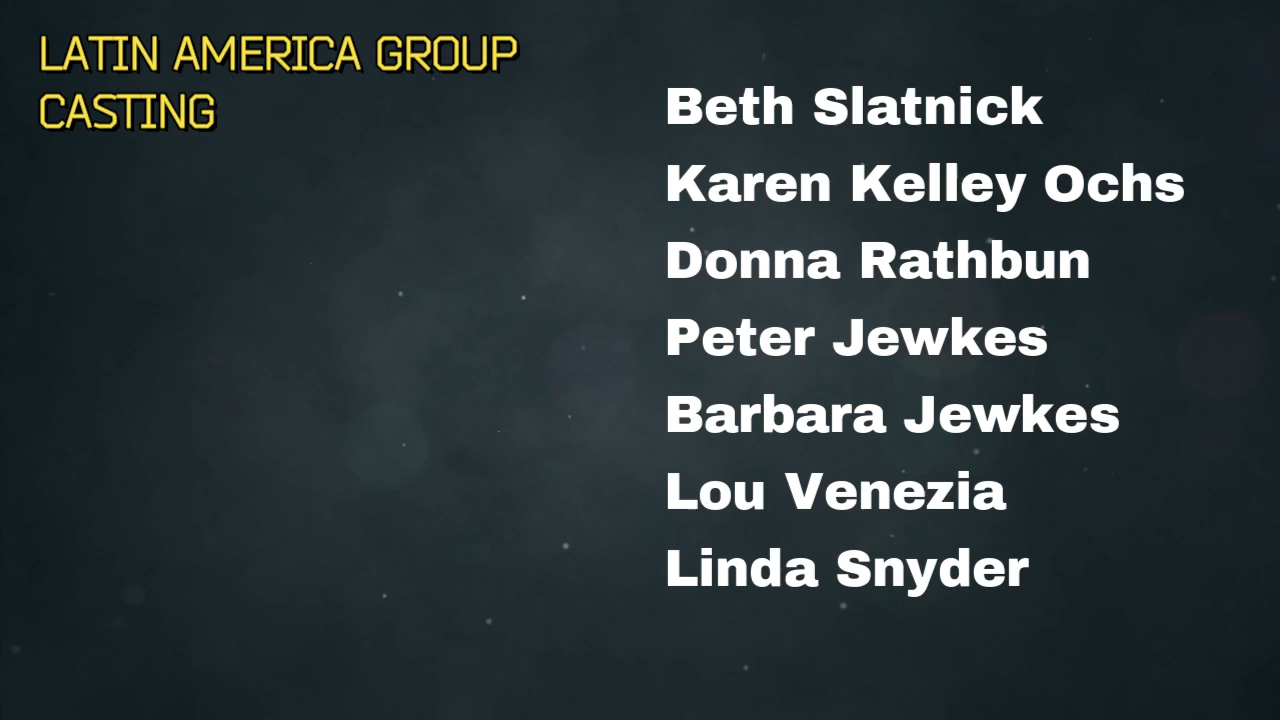 LATIN AMERICA GROUP
CASTING
Beth Slatnick
Karen Kelley Ochs
Donna Rathbun
Peter Jewkes
Barbara Jewkes
Lou Venezia
Linda Snyder